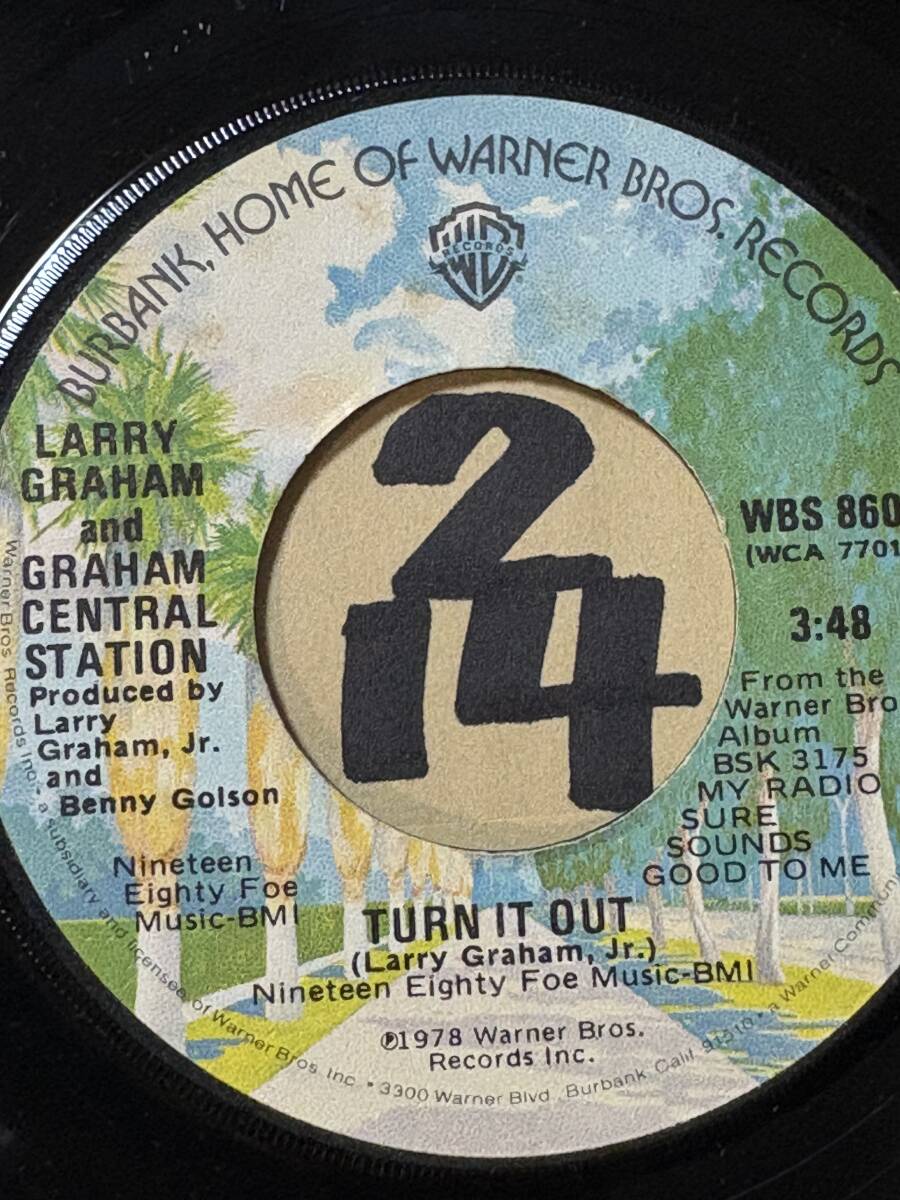 BURBANK, HOME OF WARNER BROS. RECORDS
RECORDS
LARRY
GRAHAM
and
GRAHAM
CENTRAL
STATION
Produced by
Larry
Graham, Jr.
and
Benny Golson
Nineteen
Eighty Foe
Music-BMI
2
14
WBS 860
(WCA 7701
3:48
From the
Warner Bro
Album
BSK 3175
MY RADIO
SURE
SOUNDS
GOOD TO ME
TURN IT OUT
(Larry Graham, Jr.)
Nineteen Eighty Foe Music-BMI
℗1978 Warner Bros.
Records Inc.
Warner Bros. Records Inc. • a subsidiary and licensee of Warner Bros. Inc. • 3300 Warner Blvd., Burbank, Calif. 91510 • a Warner Commun